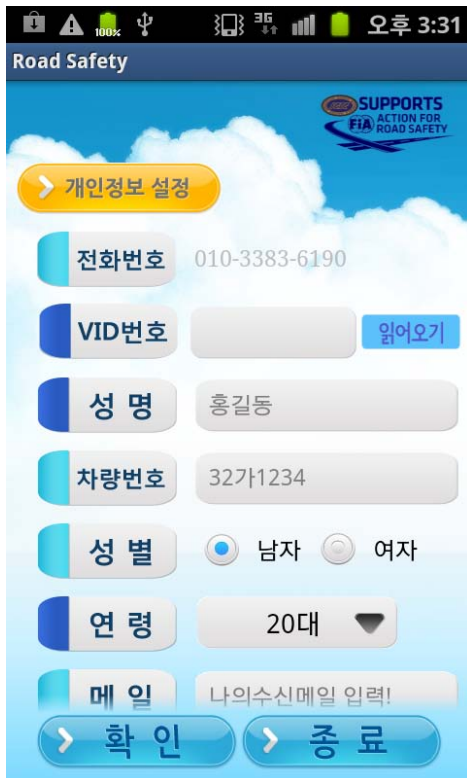 100%
3G
오후 3:31
Road Safety
SUPPORTS
FiA ACTION FOR
ROAD SAFETY
개인정보 설정
전화번호 010-3383-6190
VID번호 읽어오기
성 명 홍길동
차량번호 32가1234
성 별 남자 여자
연 령 20대
메 일 나의수신메일 입력!
확 인 종 료